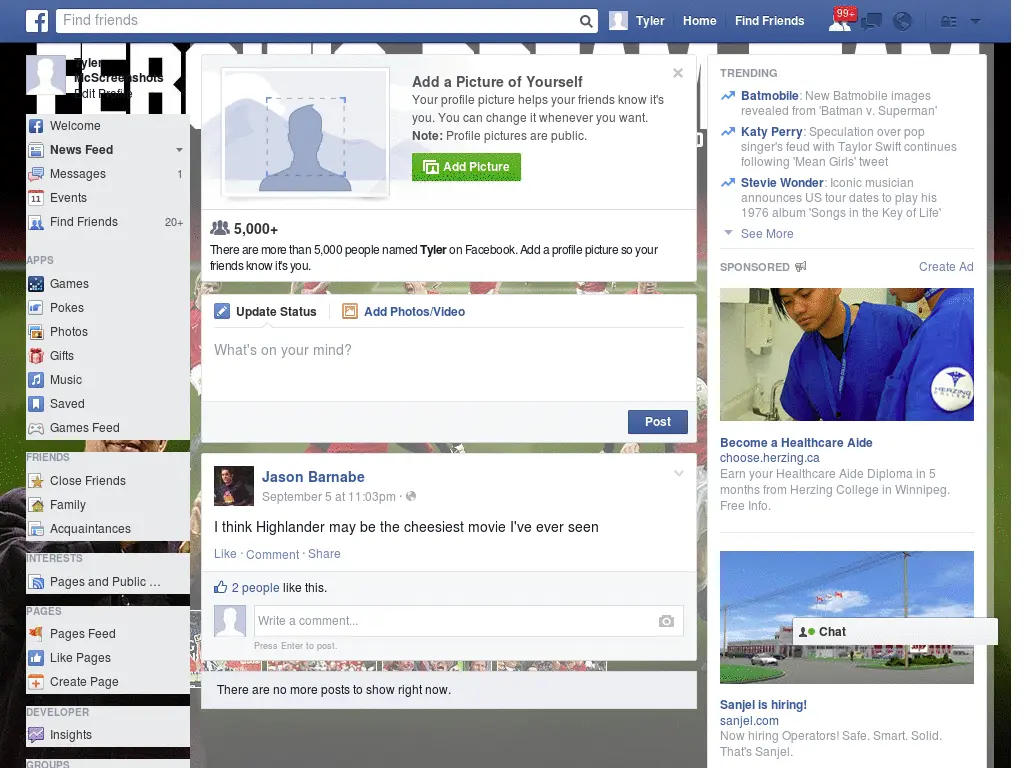 Find friends
Tyler
Home
Find Friends
99+
Tyler
McScreenshots
Edit Profile
Welcome
News Feed
Messages 1
Events
Find Friends 20+
APPS
Games
Pokes
Photos
Gifts
Music
Saved
Games Feed
FRIENDS
Close Friends
Family
Acquaintances
INTERESTS
Pages and Public ...
PAGES
Pages Feed
Like Pages
Create Page
DEVELOPER
Insights
GROUPS
Add a Picture of Yourself
Your profile picture helps your friends know it's
you. You can change it whenever you want.
Note: Profile pictures are public.
Add Picture
5,000+
There are more than 5,000 people named Tyler on Facebook. Add a profile picture so your
friends know it's you.
Update Status
Add Photos/Video
What's on your mind?
Post
Jason Barnabe
September 5 at 11:03pm ·
I think Highlander may be the cheesiest movie I've ever seen
Like · Comment · Share
2 people like this.
Write a comment...
Press Enter to post.
There are no more posts to show right now.
TRENDING
Batmobile: New Batmobile images
revealed from 'Batman v. Superman'
Katy Perry: Speculation over pop
singer's feud with Taylor Swift continues
following 'Mean Girls' tweet
Stevie Wonder: Iconic musician
announces US tour dates to play his
1976 album 'Songs in the Key of Life'
See More
SPONSORED
Create Ad
HERZING
COLLEGE
Become a Healthcare Aide
choose.herzing.ca
Earn your Healthcare Aide Diploma in 5
months from Herzing College in Winnipeg.
Free Info.
Chat
Sanjel is hiring!
sanjel.com
Now hiring Operators! Safe. Smart. Solid.
That's Sanjel.